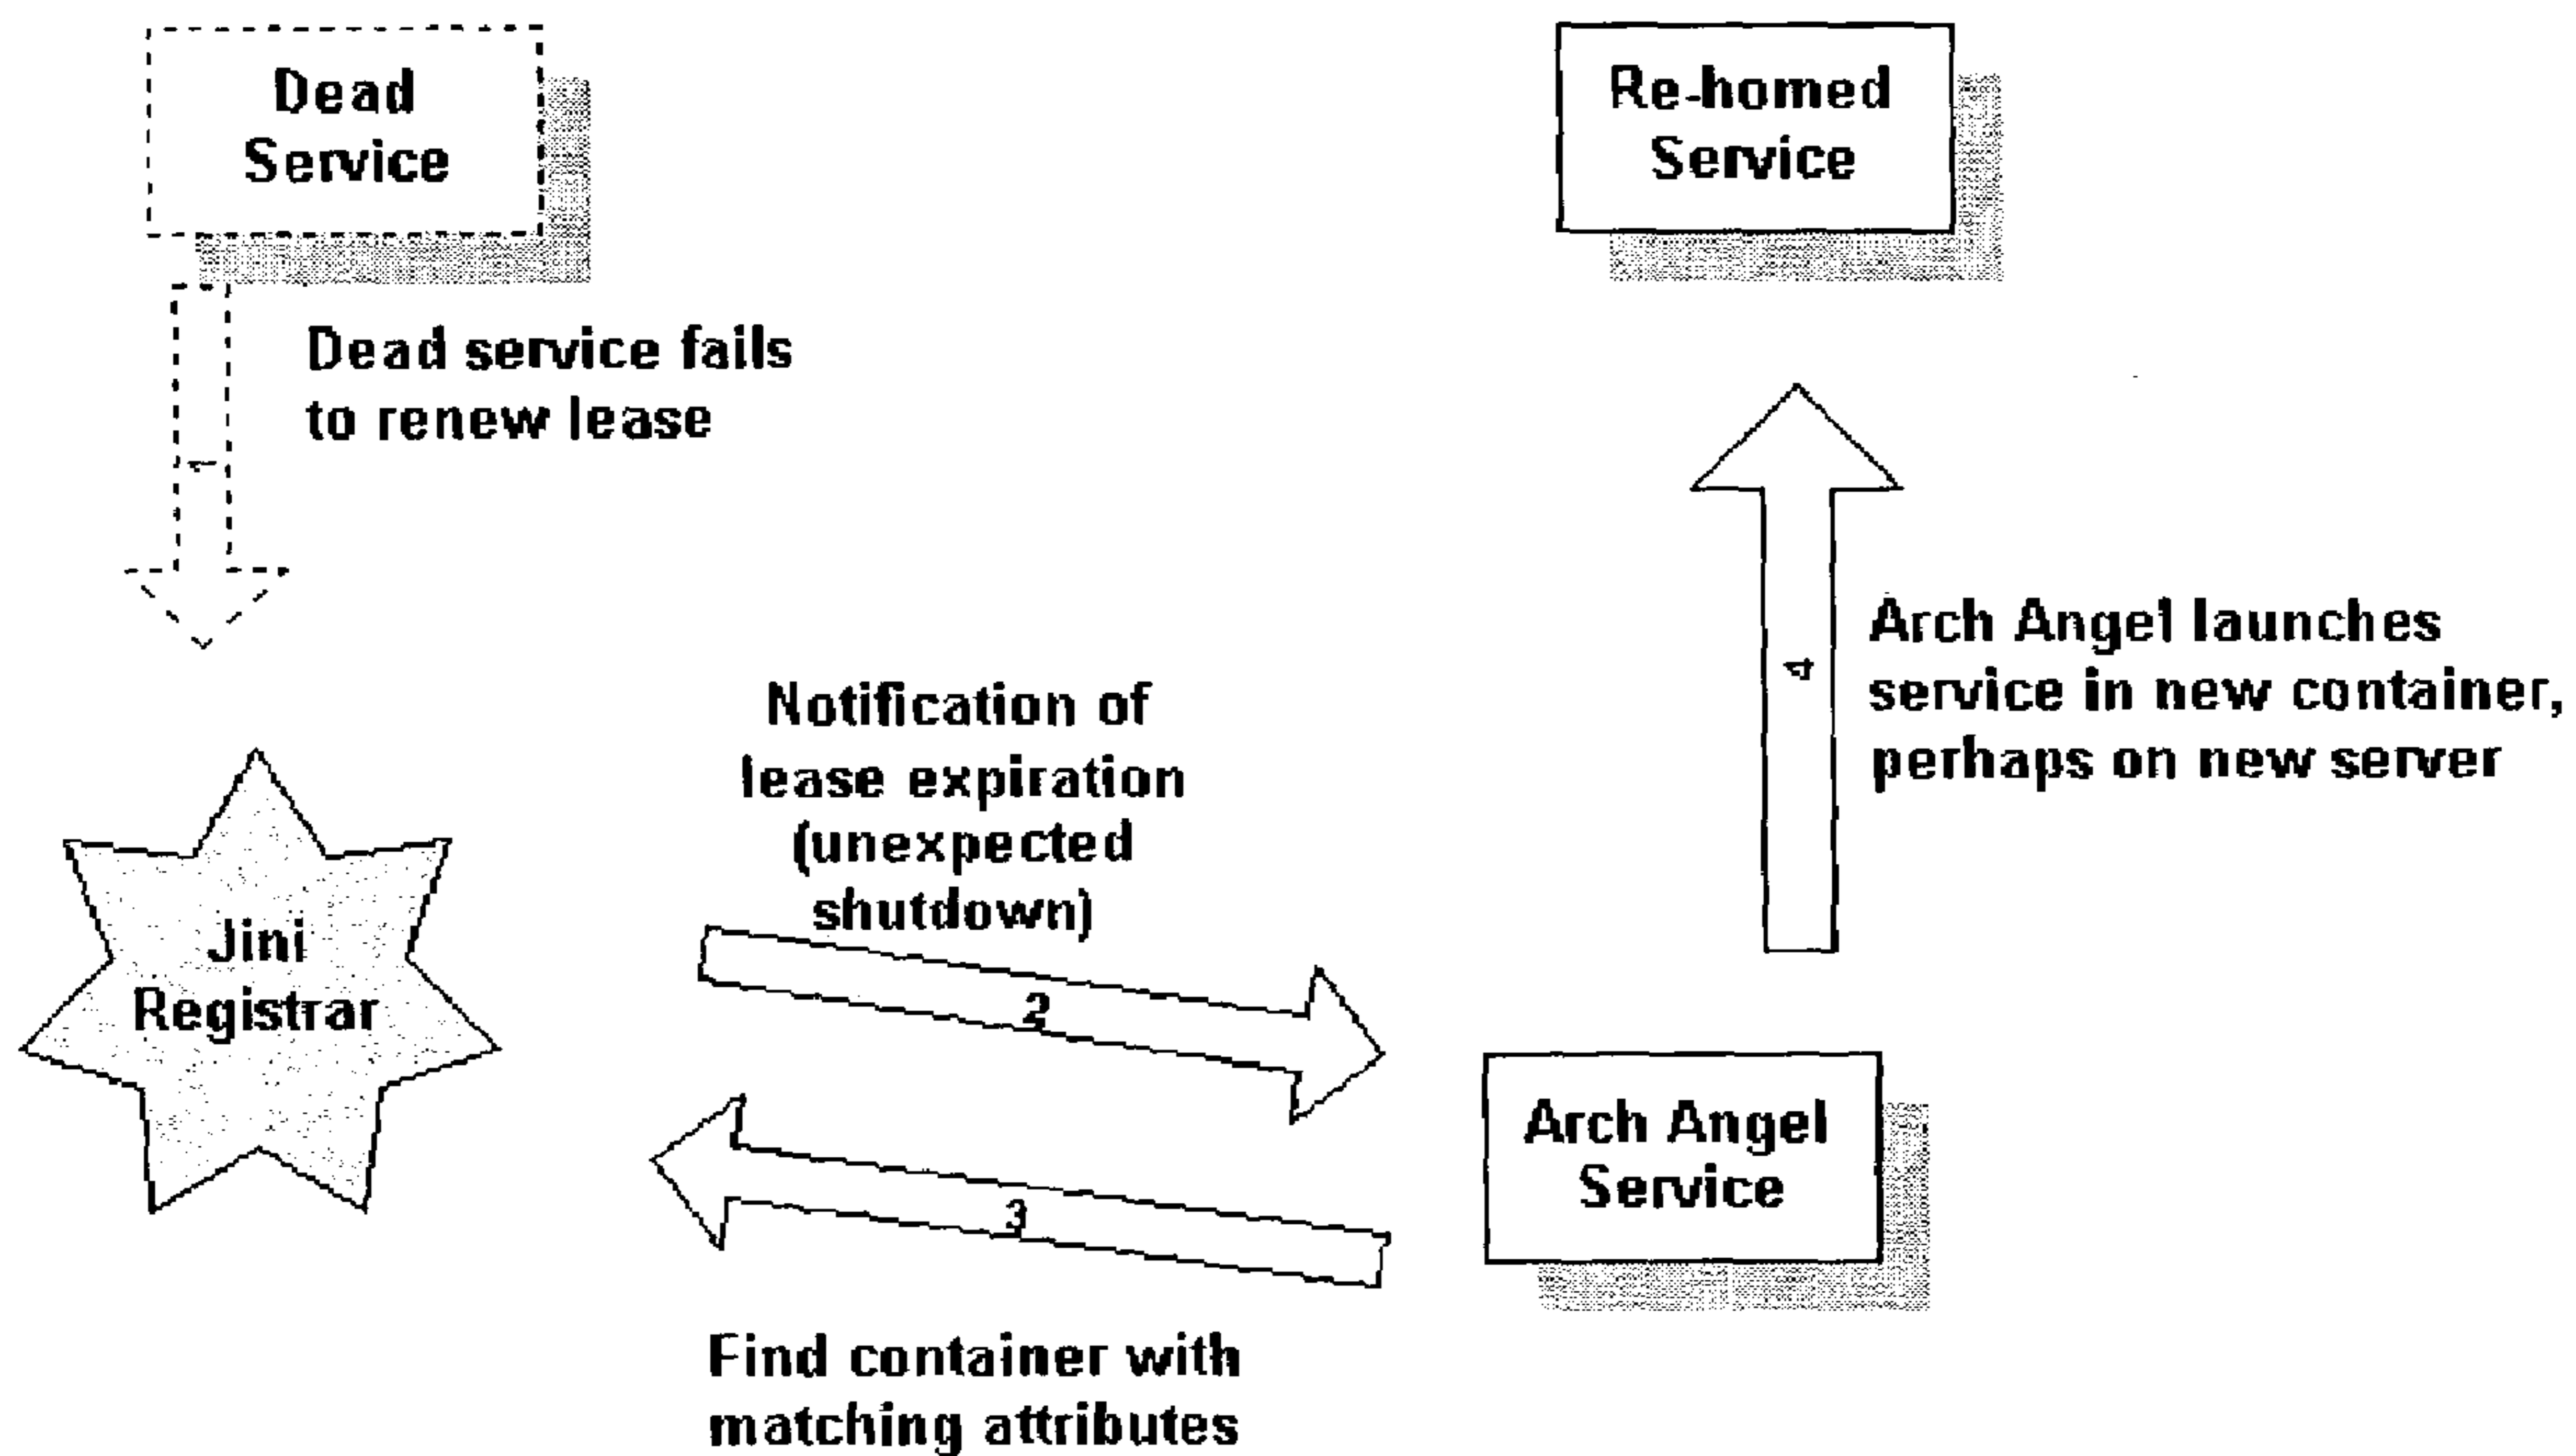 Dead
Service
Re-homed
Service
Dead service fails
to renew lease
1
Arch Angel launches
service in new container,
perhaps on new server
4
Notification of
lease expiration
(unexpected
shutdown)
Jini
Registrar
2
Arch Angel
Service
3
Find container with
matching attributes